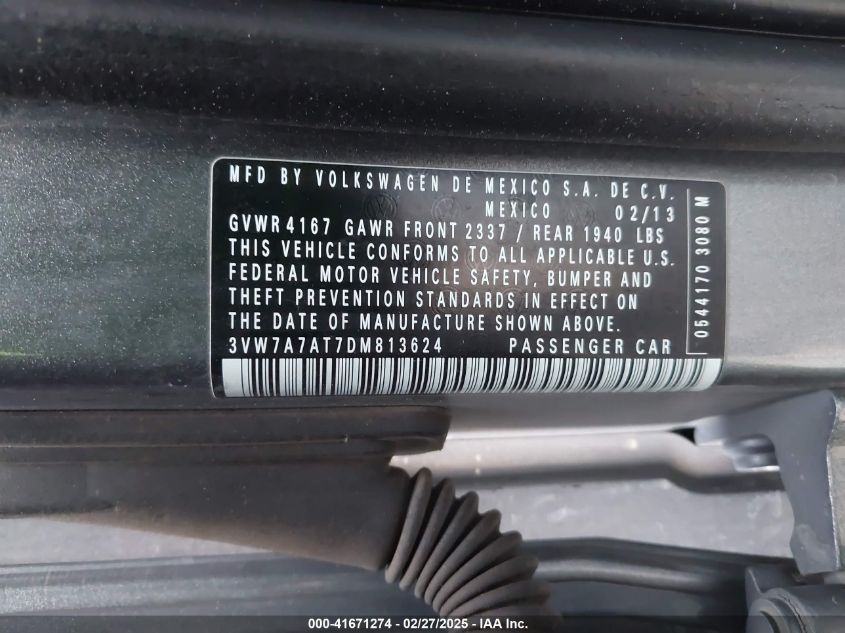 MFD BY VOLKSWAGEN DE MEXICO S.A. DE C.V.
MEXICO 02/13
GVWR 4167 GAWR FRONT 2337 / REAR 1940 LBS
THIS VEHICLE CONFORMS TO ALL APPLICABLE U.S.
FEDERAL MOTOR VEHICLE SAFETY, BUMPER AND
THEFT PREVENTION STANDARDS IN EFFECT ON
THE DATE OF MANUFACTURE SHOWN ABOVE.
3VW7A7AT7DM813624 PASSENGER CAR
0544170 3080 M
000-41671274 — 02/27/2025 - IAA Inc.